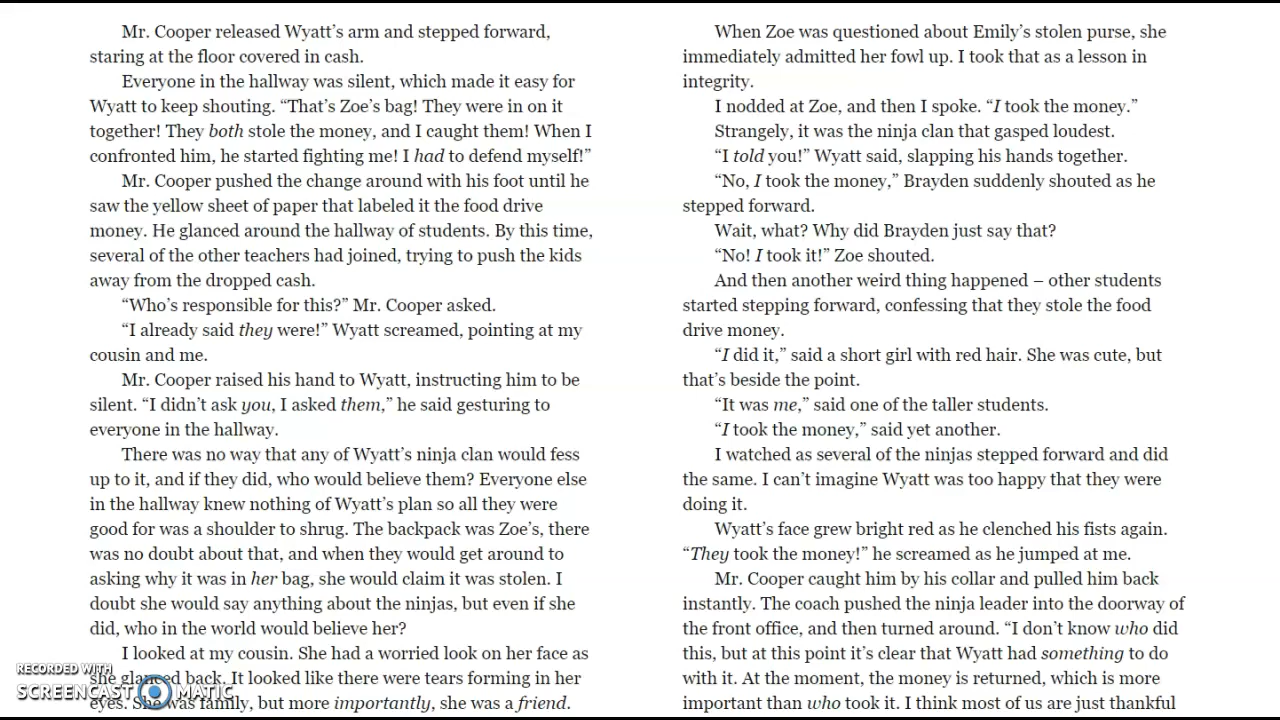 Mr. Cooper released Wyatt’s arm and stepped forward,
staring at the floor covered in cash.
Everyone in the hallway was silent, which made it easy for
Wyatt to keep shouting. “That’s Zoe’s bag! They were in on it
together! They both stole the money, and I caught them! When I
confronted him, he started fighting me! I had to defend myself!”
Mr. Cooper pushed the change around with his foot until he
saw the yellow sheet of paper that labeled it the food drive
money. He glanced around the hallway of students. By this time,
several of the other teachers had joined, trying to push the kids
away from the dropped cash.
“Who’s responsible for this?” Mr. Cooper asked.
“I already said they were!” Wyatt screamed, pointing at my
cousin and me.
Mr. Cooper raised his hand to Wyatt, instructing him to be
silent. “I didn’t ask you, I asked them,” he said gesturing to
everyone in the hallway.
There was no way that any of Wyatt’s ninja clan would fess
up to it, and if they did, who would believe them? Everyone else
in the hallway knew nothing of Wyatt’s plan so all they were
good for was a shoulder to shrug. The backpack was Zoe’s, there
was no doubt about that, and when they would get around to
asking why it was in her bag, she would claim it was stolen. I
doubt she would say anything about the ninjas, but even if she
did, who in the world would believe her?
I looked at my cousin. She had a worried look on her face as
she glanced back. It looked like there were tears forming in her
eyes. She was family, but more importantly, she was a friend.
When Zoe was questioned about Emily’s stolen purse, she
immediately admitted her fowl up. I took that as a lesson in
integrity.
I nodded at Zoe, and then I spoke. “I took the money.”
Strangely, it was the ninja clan that gasped loudest.
“I told you!” Wyatt said, slapping his hands together.
“No, I took the money,” Brayden suddenly shouted as he
stepped forward.
Wait, what? Why did Brayden just say that?
“No! I took it!” Zoe shouted.
And then another weird thing happened – other students
started stepping forward, confessing that they stole the food
drive money.
“I did it,” said a short girl with red hair. She was cute, but
that’s beside the point.
“It was me,” said one of the taller students.
“I took the money,” said yet another.
I watched as several of the ninjas stepped forward and did
the same. I can’t imagine Wyatt was too happy that they were
doing it.
Wyatt’s face grew bright red as he clenched his fists again.
“They took the money!” he screamed as he jumped at me.
Mr. Cooper caught him by his collar and pulled him back
instantly. The coach pushed the ninja leader into the doorway of
the front office, and then turned around. “I don’t know who did
this, but at this point it’s clear that Wyatt had something to do
with it. At the moment, the money is returned, which is more
important than who took it. I think most of us are just thankful
RECORDED WITH
SCREENCAST MATIC